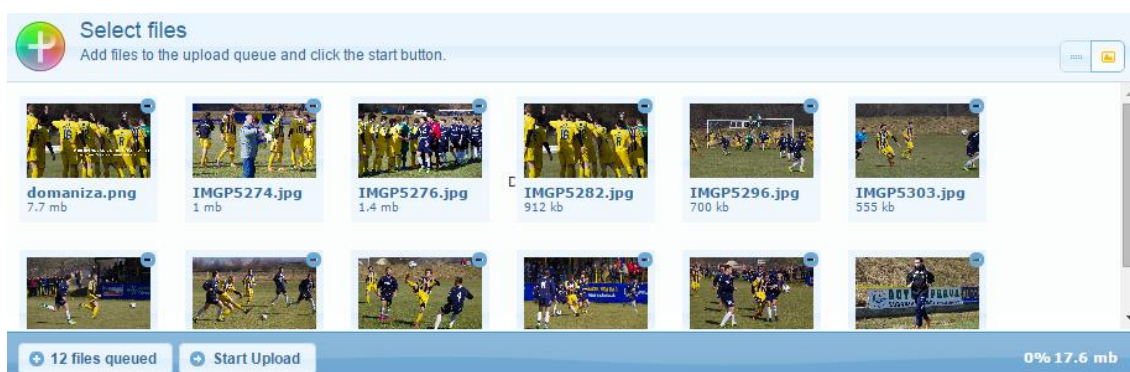 Select files
Add files to the upload queue and click the start button.
domaniza.png
7.7 mb
IMGP5274.jpg
1 mb
IMGP5276.jpg
1.4 mb
D
IMGP5282.jpg
912 kb
IMGP5296.jpg
700 kb
IMGP5303.jpg
555 kb
12 files queued
Start Upload
0% 17.6 mb